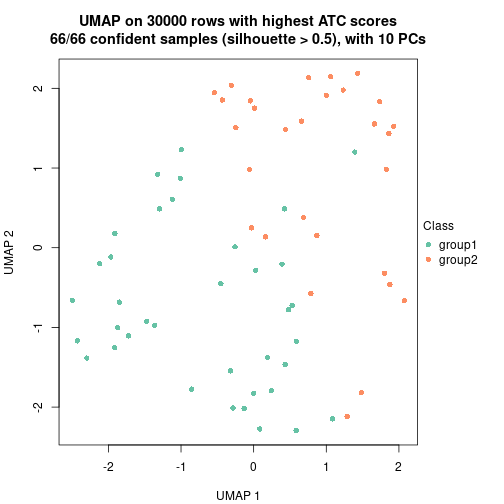 UMAP on 30000 rows with highest ATC scores
66/66 confident samples (silhouette > 0.5), with 10 PCs
2
1
0
-1
-2
UMAP 2
-2
-1
0
1
2
UMAP 1
Class
group1
group2